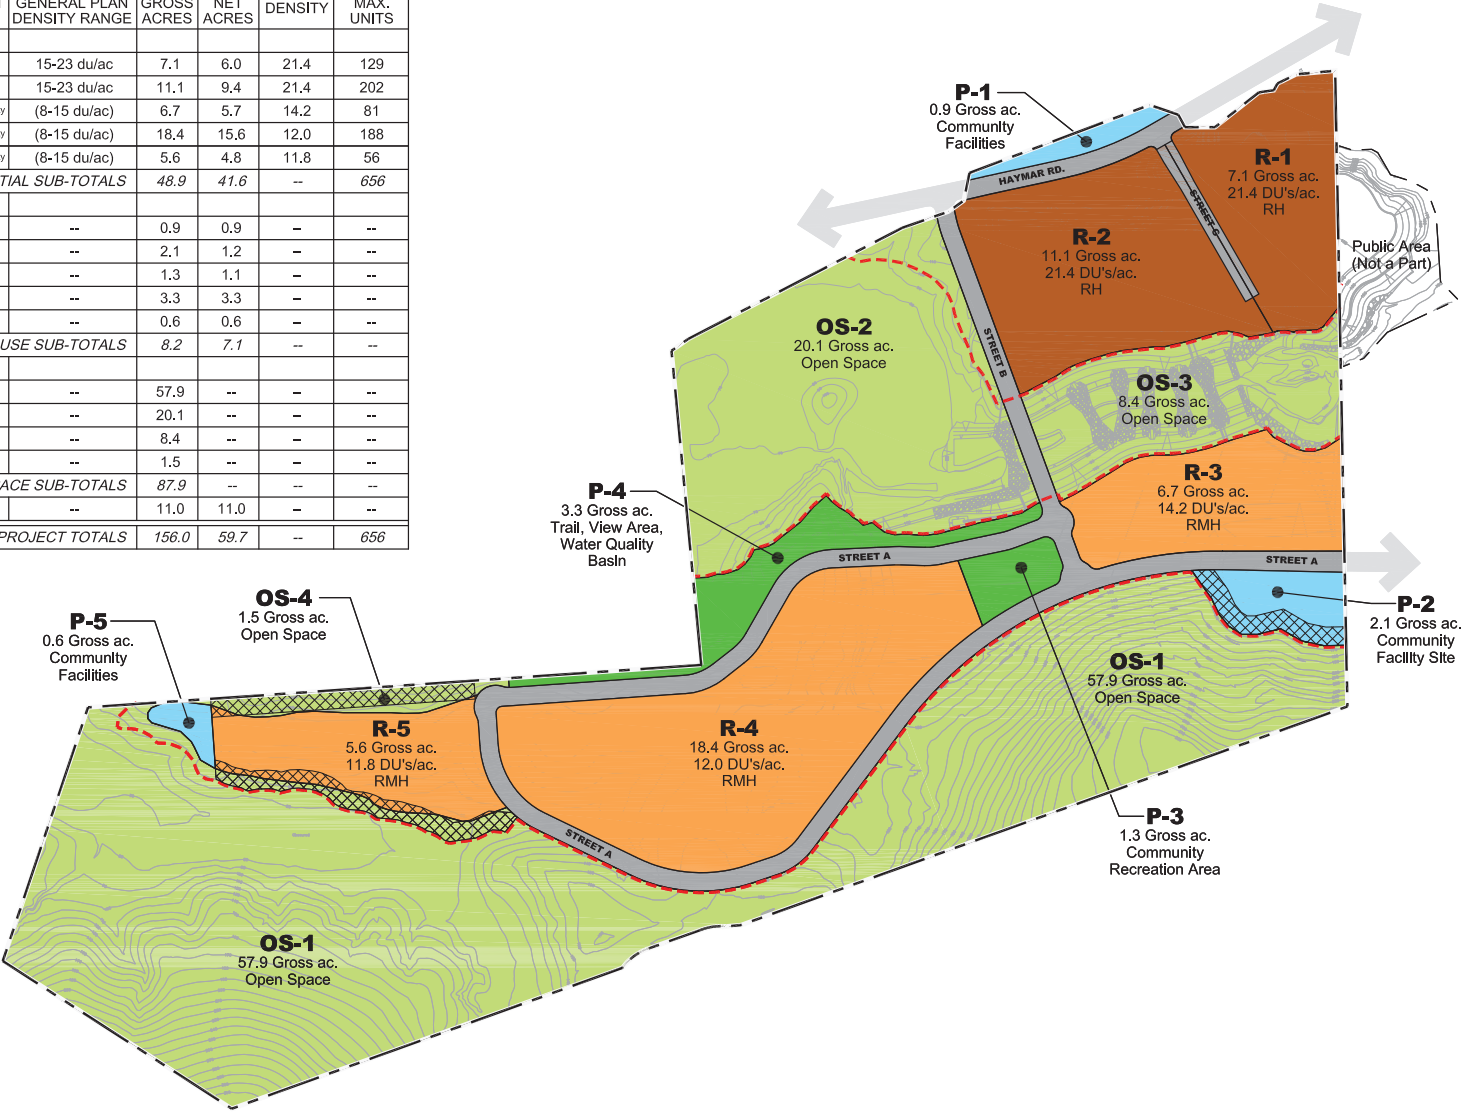 GENERAL PLAN GROSS NET DENSITY MAX.
DENSITY RANGE ACRES ACRES UNITS
15-23 du/ac 7.1 6.0 21.4 129
15-23 du/ac 11.1 9.4 21.4 202
y (8-15 du/ac) 6.7 5.7 14.2 81
y (8-15 du/ac) 18.4 15.6 12.0 188
y (8-15 du/ac) 5.6 4.8 11.8 56
TIAL SUB-TOTALS 48.9 41.6 -- 656
-- 0.9 0.9 – --
-- 2.1 1.2 – --
-- 1.3 1.1 – --
-- 3.3 3.3 – --
-- 0.6 0.6 – --
USE SUB-TOTALS 8.2 7.1 -- --
-- 57.9 -- – --
-- 20.1 -- – --
-- 8.4 -- – --
-- 1.5 -- – --
ACE SUB-TOTALS 87.9 -- – --
-- 11.0 11.0 – --
PROJECT TOTALS 156.0 59.7 -- 656
P-1
0.9 Gross ac.
Community
Facilities
HAYMAR RD.
STREET C
R-1
7.1 Gross ac.
21.4 DU's/ac.
RH
R-2
11.1 Gross ac.
21.4 DU's/ac.
RH
Public Area
(Not a Part)
OS-2
20.1 Gross ac.
Open Space
STREET B
OS-3
8.4 Gross ac.
Open Space
R-3
6.7 Gross ac.
14.2 DU's/ac.
RMH
P-4
3.3 Gross ac.
Trail, View Area,
Water Quality
Basin
STREET A
STREET A
P-2
2.1 Gross ac.
Community
Facility Site
OS-4
1.5 Gross ac.
Open Space
P-5
0.6 Gross ac.
Community
Facilities
OS-1
57.9 Gross ac.
Open Space
R-5
5.6 Gross ac.
11.8 DU's/ac.
RMH
R-4
18.4 Gross ac.
12.0 DU's/ac.
RMH
STREET A
P-3
1.3 Gross ac.
Community
Recreation Area
OS-1
57.9 Gross ac.
Open Space